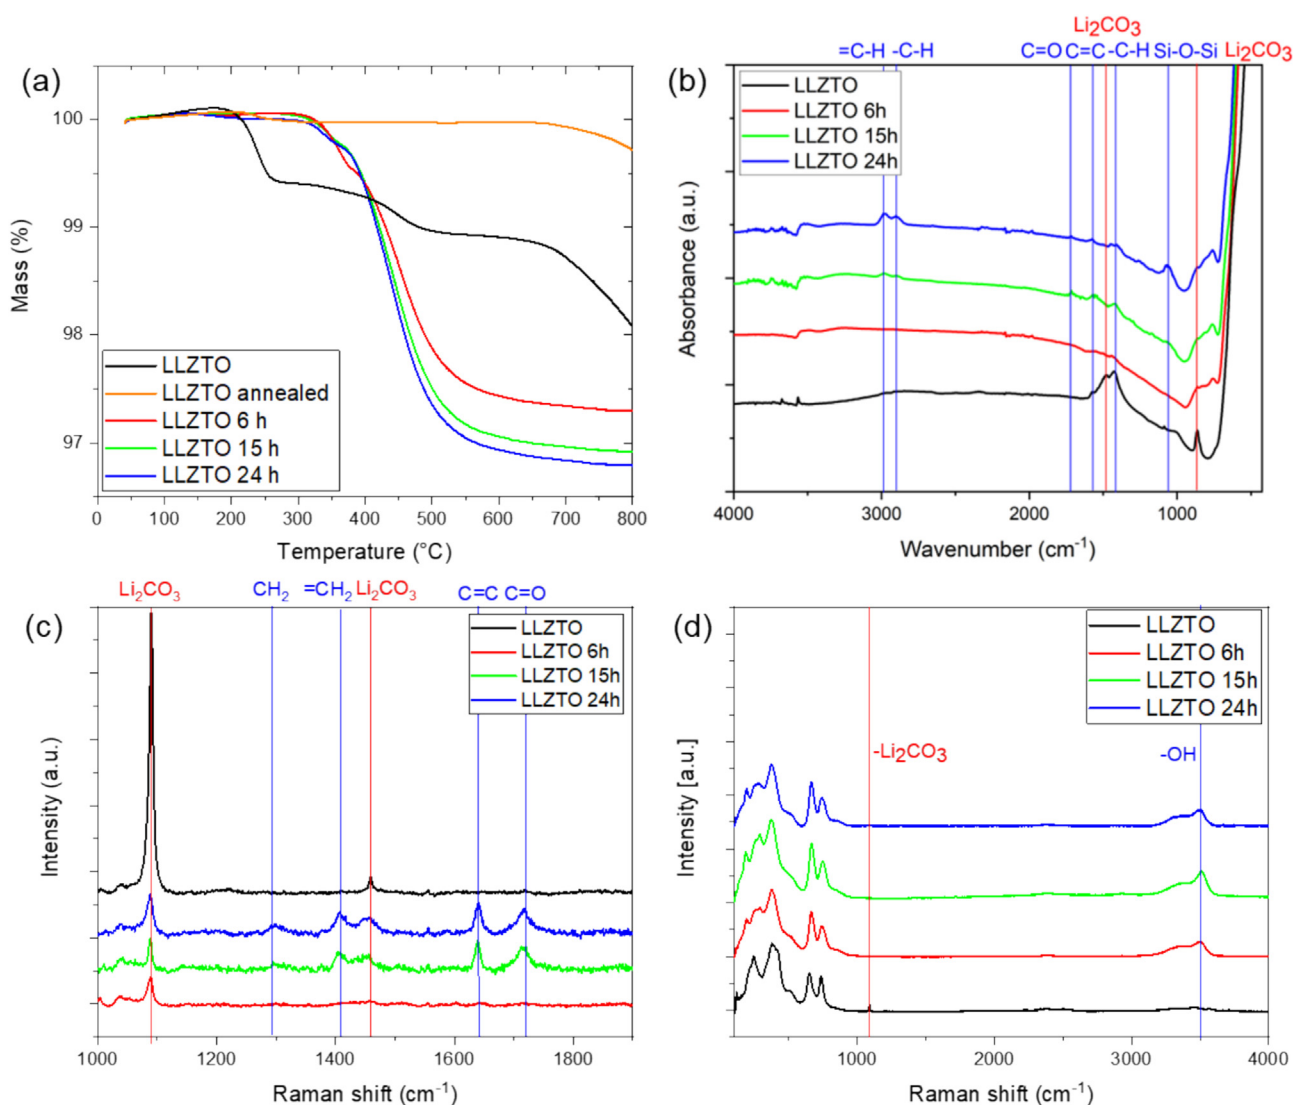 (a)
Mass (%)
100
99
98
97
LLZTO
LLZTO annealed
LLZTO 6 h
LLZTO 15 h
LLZTO 24 h
0 100 200 300 400 500 600 700 800
Temperature (°C)
Li₂CO₃
=C-H -C-H C=O C=C -C-H Si-O-Si Li₂CO₃
(b)
LLZTO
LLZTO 6h
LLZTO 15h
LLZTO 24h
Absorbance (a.u.)
4000 3000 2000 1000
Wavenumber (cm⁻¹)
Li₂CO₃ CH₂ =CH₂ Li₂CO₃ C=C C=O
(c)
LLZTO
LLZTO 6h
LLZTO 15h
LLZTO 24h
Intensity (a.u.)
1000 1200 1400 1600 1800
Raman shift (cm⁻¹)
(d)
LLZTO
LLZTO 6h
LLZTO 15h
LLZTO 24h
-Li₂CO₃
-OH
Intensity [a.u.]
1000 2000 3000 4000
Raman shift (cm⁻¹)